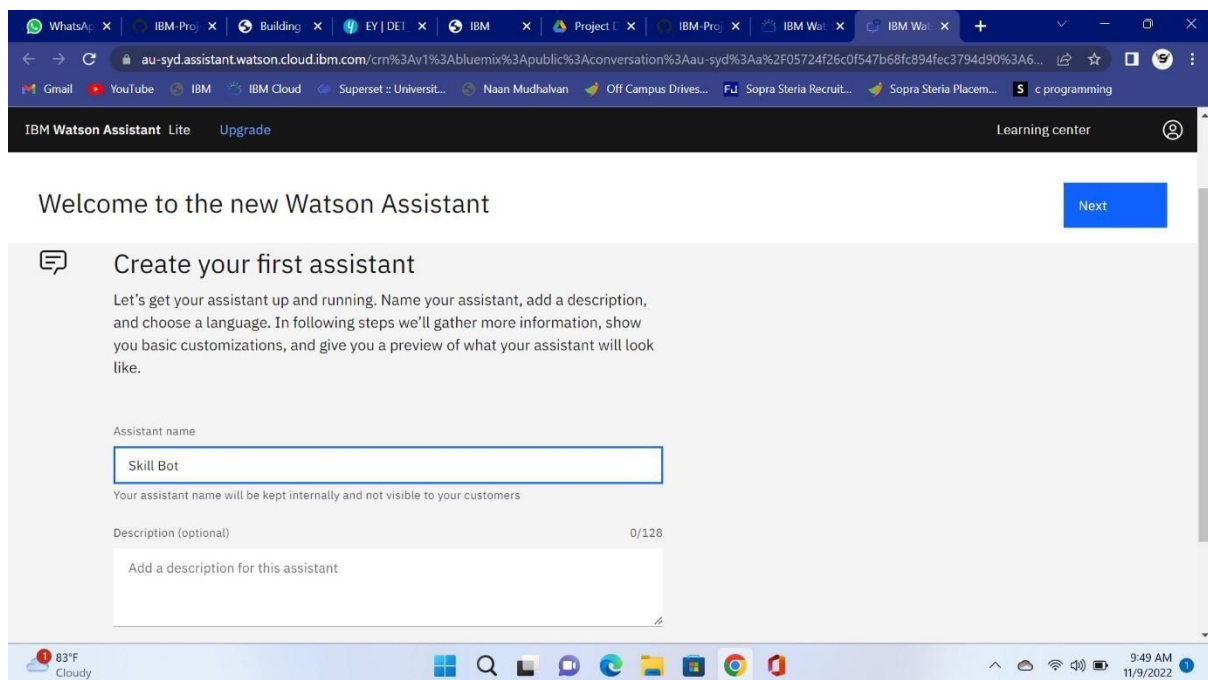 WhatsAp
IBM-Proj
Building
EY | DET_
IBM
Project D
IBM-Proj
IBM Wat
IBM Wat
au-syd.assistant.watson.cloud.ibm.com/crn%3Av1%3Abluemix%3Apublic%3Aconversation%3Aau-syd%3Aa%2F05724f26c0f547b68fc894fec3794d90%3A6...
Gmail
YouTube
IBM
IBM Cloud
Superset :: Universit...
Naan Mudhalvan
Off Campus Drives...
FJ
Sopra Steria Recruit...
Sopra Steria Placem...
S
c programming
IBM Watson Assistant Lite
Upgrade
Learning center
Welcome to the new Watson Assistant
Next
Create your first assistant
Let's get your assistant up and running. Name your assistant, add a description,
and choose a language. In following steps we'll gather more information, show
you basic customizations, and give you a preview of what your assistant will look
like.
Assistant name
Skill Bot
Your assistant name will be kept internally and not visible to your customers
Description (optional)
0/128
Add a description for this assistant
1
83°F
Cloudy
9:49 AM
11/9/2022
1